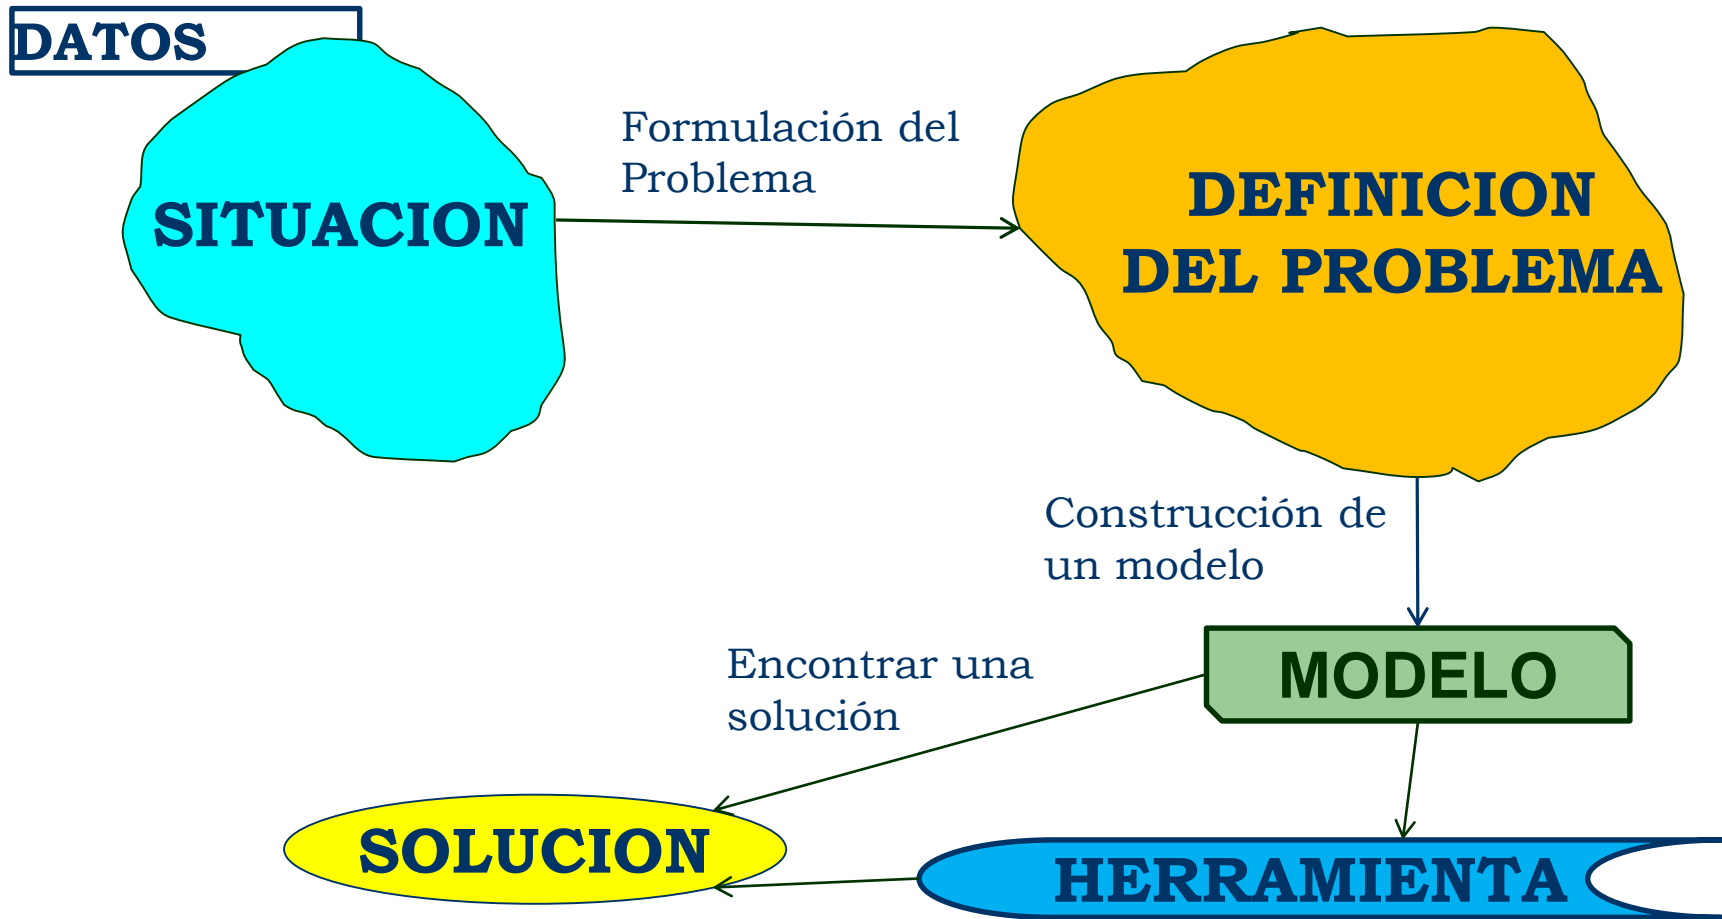 DATOS
SITUACION
Formulación del
Problema
DEFINICION
DEL PROBLEMA
Construcción de
un modelo
MODELO
Encontrar una
solución
SOLUCION
HERRAMIENTA